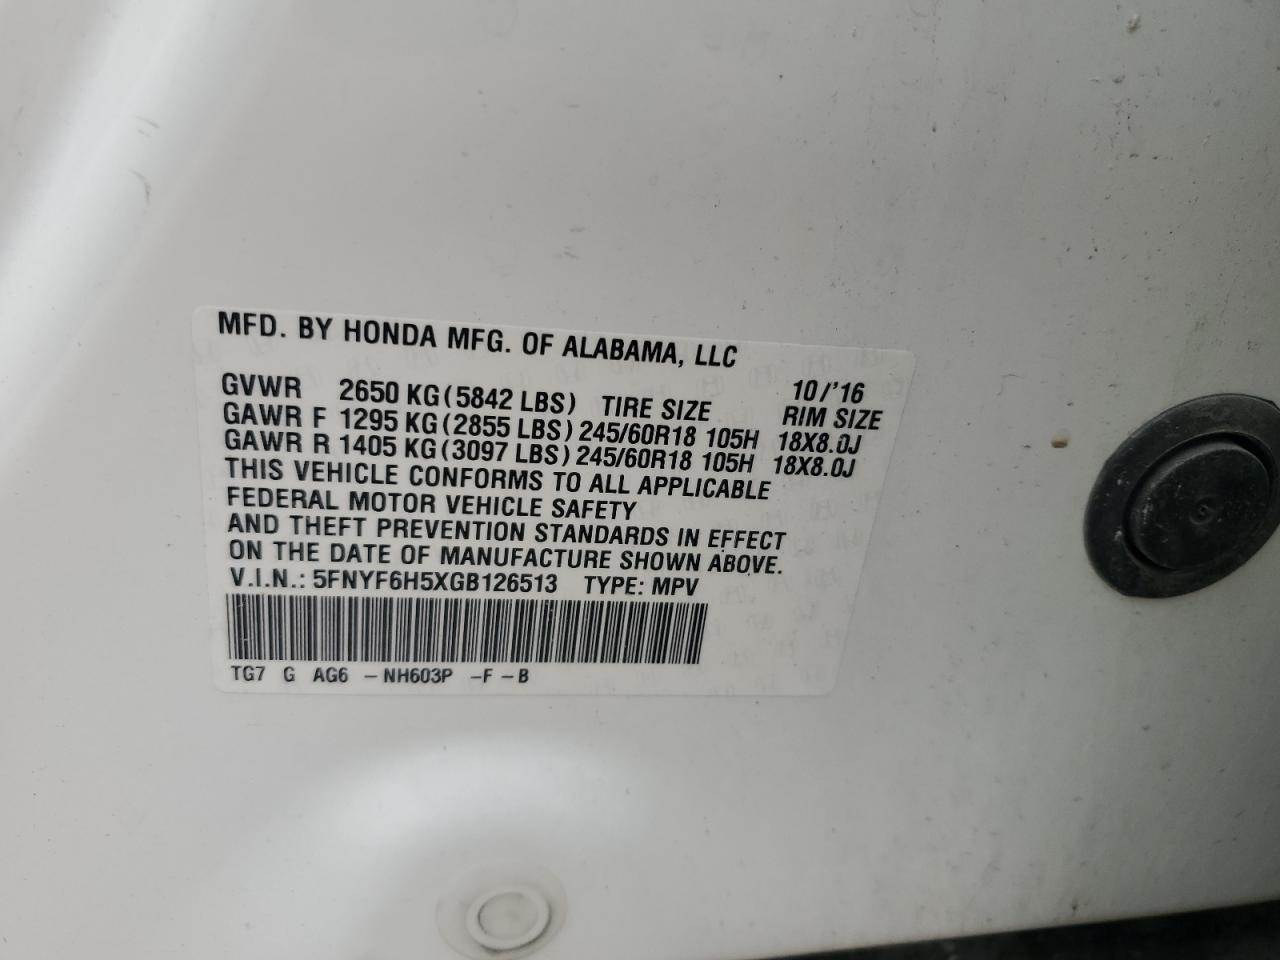 MFD. BY HONDA MFG. OF ALABAMA, LLC
10/'16
GVWR 2650 KG(5842 LBS) TIRE SIZE RIM SIZE
GAWR F 1295 KG(2855 LBS) 245/60R18 105H 18X8.0J
GAWR R 1405 KG(3097 LBS) 245/60R18 105H 18X8.0J
THIS VEHICLE CONFORMS TO ALL APPLICABLE
FEDERAL MOTOR VEHICLE SAFETY
AND THEFT PREVENTION STANDARDS IN EFFECT
ON THE DATE OF MANUFACTURE SHOWN ABOVE.
V.I.N.: 5FNYF6H5XGB126513 TYPE: MPV
TG7 G AG6 -NH603P -F -B